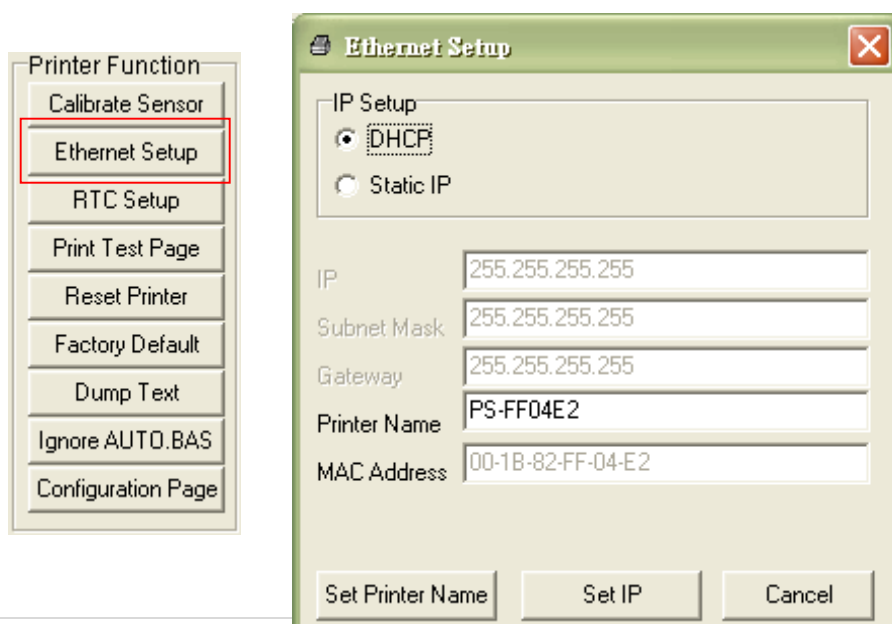 Printer Function
Calibrate Sensor
Ethernet Setup
RTC Setup
Print Test Page
Reset Printer
Factory Default
Dump Text
Ignore AUTO.BAS
Configuration Page
Ethernet Setup
IP Setup
DHCP
Static IP
IP 255.255.255.255
Subnet Mask 255.255.255.255
Gateway 255.255.255.255
Printer Name PS-FF04E2
MAC Address 00-1B-82-FF-04-E2
Set Printer Name Set IP Cancel